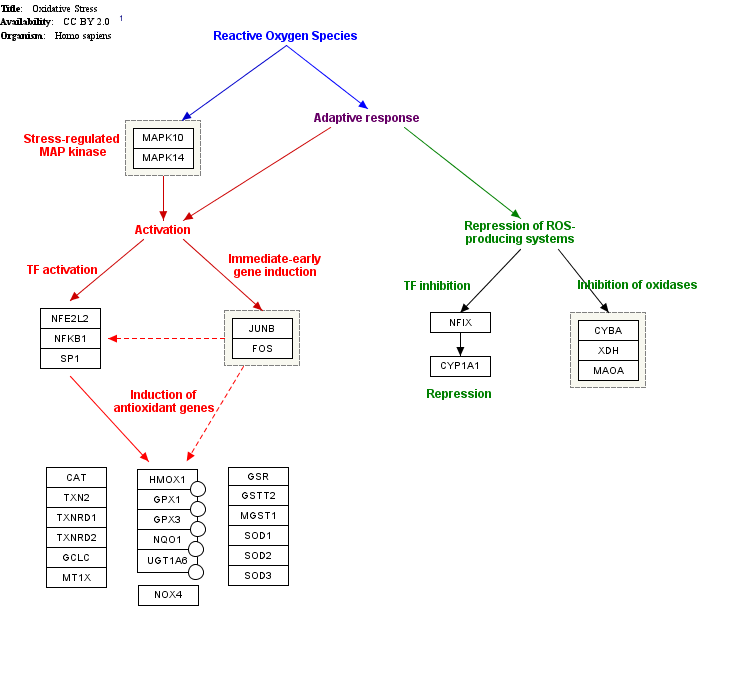 Title: Oxidative Stress
Availability: CC BY 2.0 1
Organism: Homo sapiens
Reactive Oxygen Species
Adaptive response
Stress-regulated
MAP kinase
MAPK10
MAPK14
Activation
Repression of ROS-
producing systems
TF activation
Immediate-early
gene induction
TF inhibition
Inhibition of oxidases
NFE2L2
NFKB1
SP1
JUNB
FOS
NFIX
CYP1A1
Repression
CYBA
XDH
MAOA
Induction of
antioxidant genes
CAT
TXN2
TXNRD1
TXNRD2
GCLC
MT1X
HMOX1
GPX1
GPX3
NQO1
UGT1A6
NOX4
GSR
GSTT2
MGST1
SOD1
SOD2
SOD3